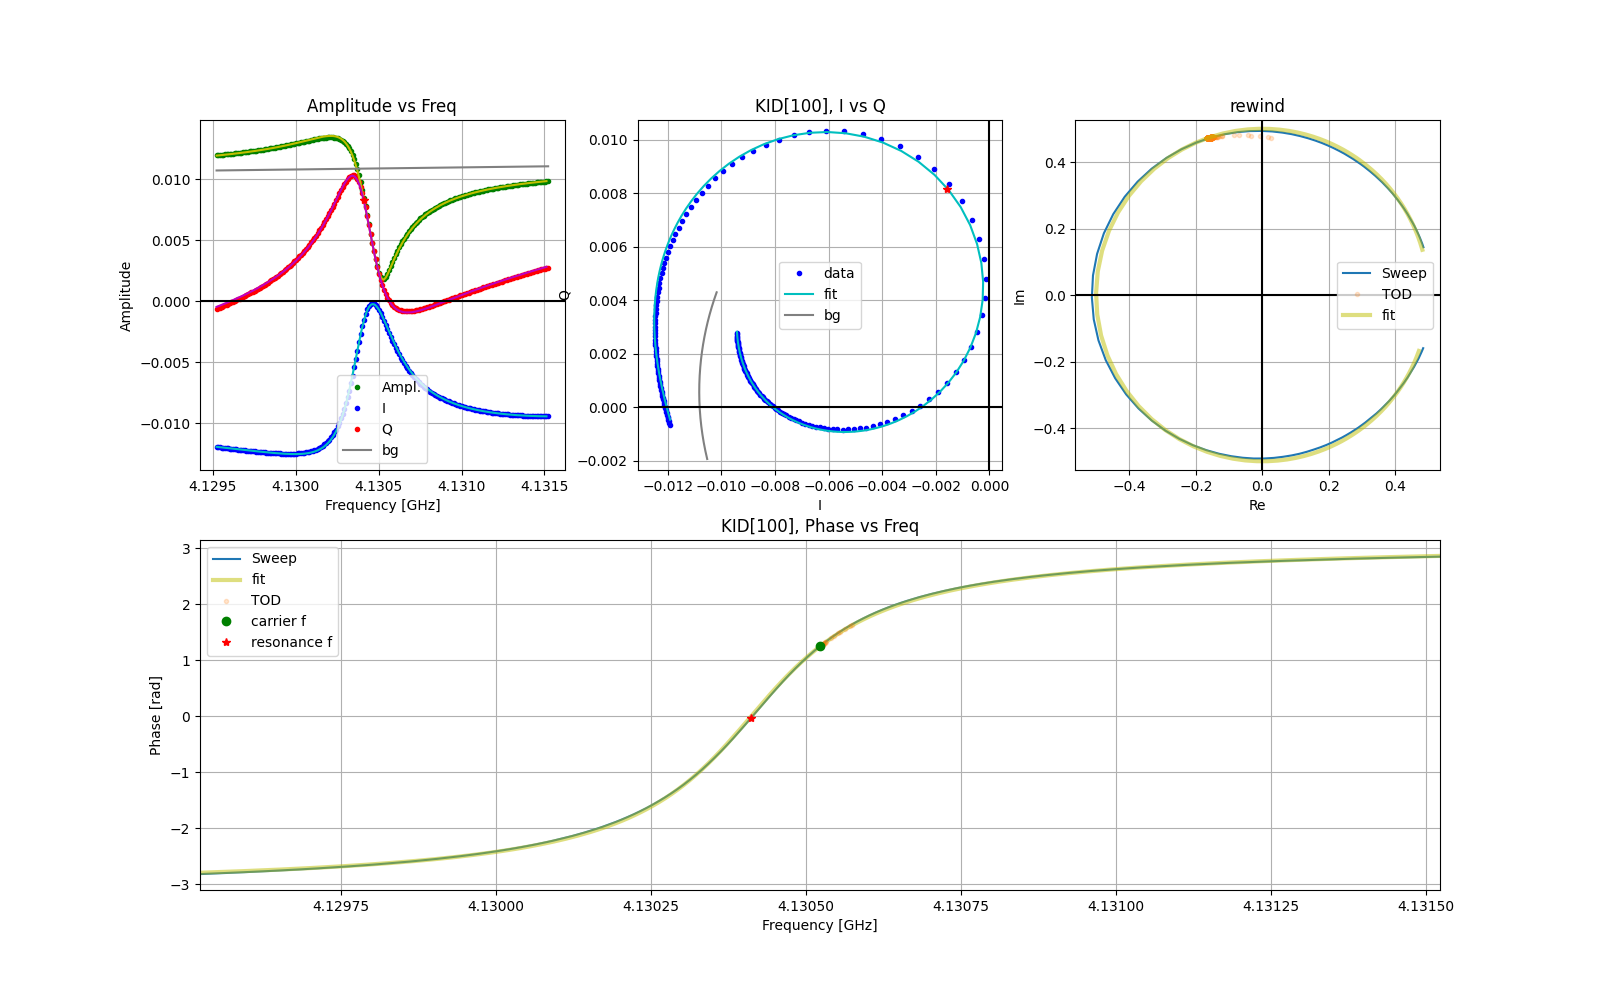 Amplitude vs Freq
Amplitude
0.010
0.005
0.000
−0.005
−0.010
Ampl.
I
Q
bg
4.1295 4.1300 4.1305 4.1310 4.1315
Frequency [GHz]
KID[100], I vs Q
Q
0.010
0.008
0.006
0.004
0.002
0.000
−0.002
data
fit
bg
−0.012 −0.010 −0.008 −0.006 −0.004 −0.002 0.000
I
rewind
Im
0.4
0.2
0.0
−0.2
−0.4
Sweep
TOD
fit
−0.4 −0.2 0.0 0.2 0.4
Re
KID[100], Phase vs Freq
Phase [rad]
3
2
1
0
−1
−2
−3
Sweep
fit
TOD
carrier f
resonance f
4.12975 4.13000 4.13025 4.13050 4.13075 4.13100 4.13125 4.13150
Frequency [GHz]